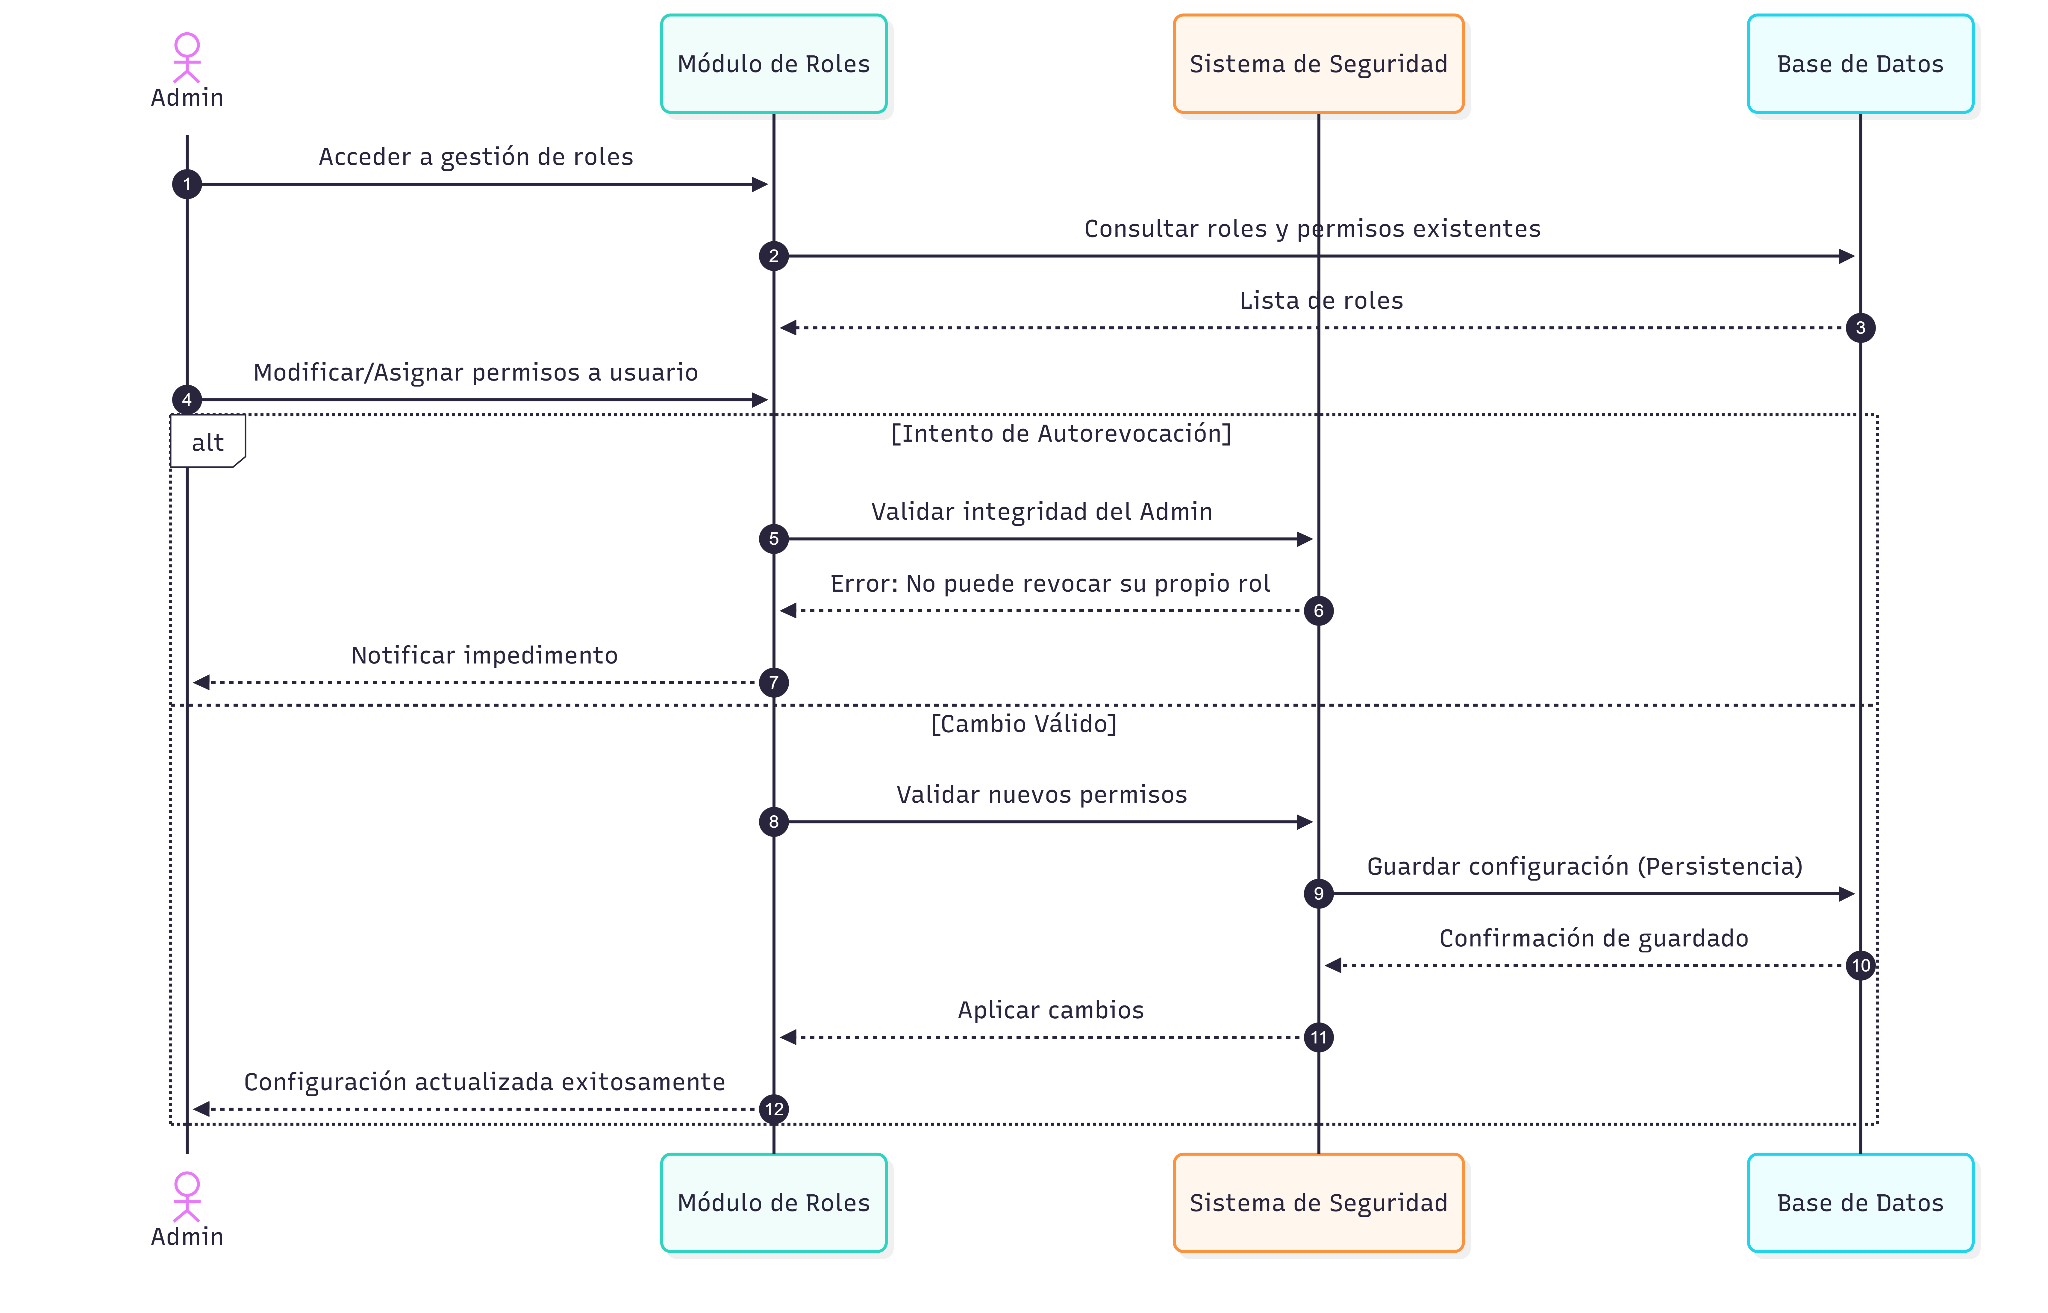 Admin
Módulo de Roles
Sistema de Seguridad
Base de Datos
Acceder a gestión de roles
1
Consultar roles y permisos existentes
2
Lista de roles
3
Modificar/Asignar permisos a usuario
4
alt
[Intento de Autorevocación]
Validar integridad del Admin
5
Error: No puede revocar su propio rol
6
Notificar impedimento
7
[Cambio Válido]
Validar nuevos permisos
8
Guardar configuración (Persistencia)
9
Confirmación de guardado
10
Aplicar cambios
11
Configuración actualizada exitosamente
12
Admin
Módulo de Roles
Sistema de Seguridad
Base de Datos